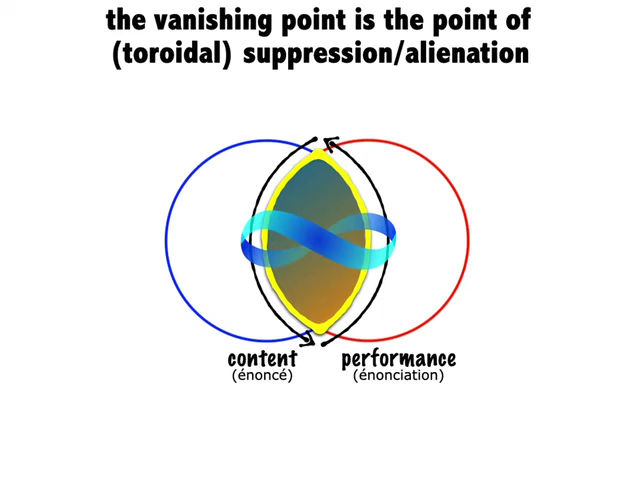 the vanishing point is the point of
(toroidal) suppression/alienation
content performance
(énoncé) (énonciation)